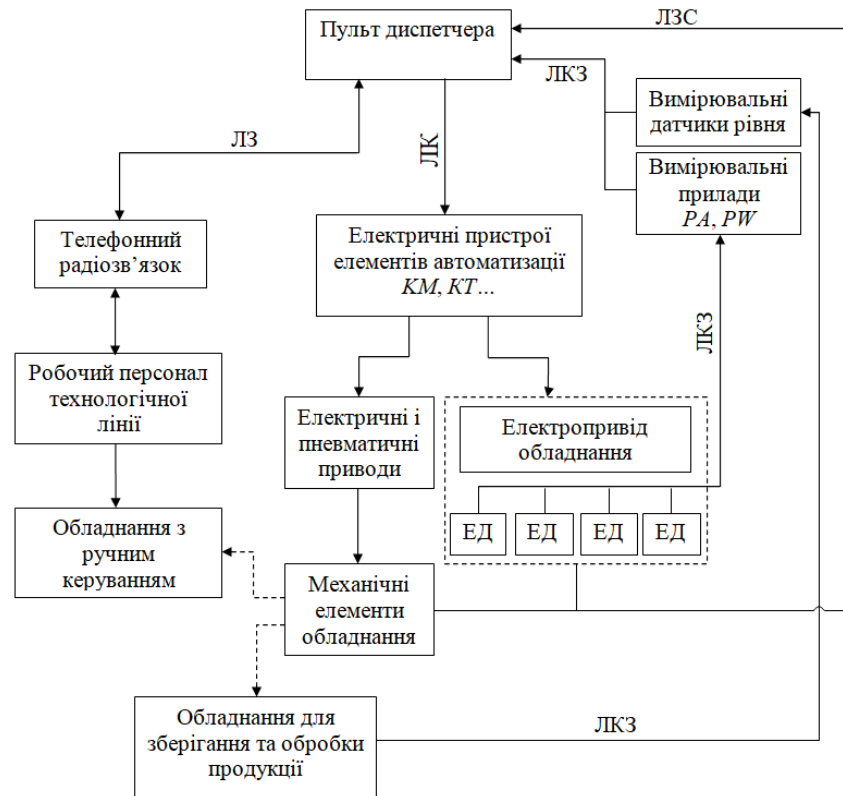 Пульт диспетчера
ЛЗС
ЛКЗ
Вимірювальні
датчики рівня
ЛЗ
ЛК
Вимірювальні
прилади
PA, PW
Телефонний
радіозв’язок
Електричні пристрої
елементів автоматизації
KM, KT…
ЛКЗ
Робочий персонал
технологічної
лінії
Електричні і
пневматичні
приводи
Електропривід
обладнання
ЕД
ЕД
ЕД
ЕД
Обладнання з
ручним
керуванням
Механічні
елементи
обладнання
Обладнання для
зберігання та обробки
продукції
ЛКЗ